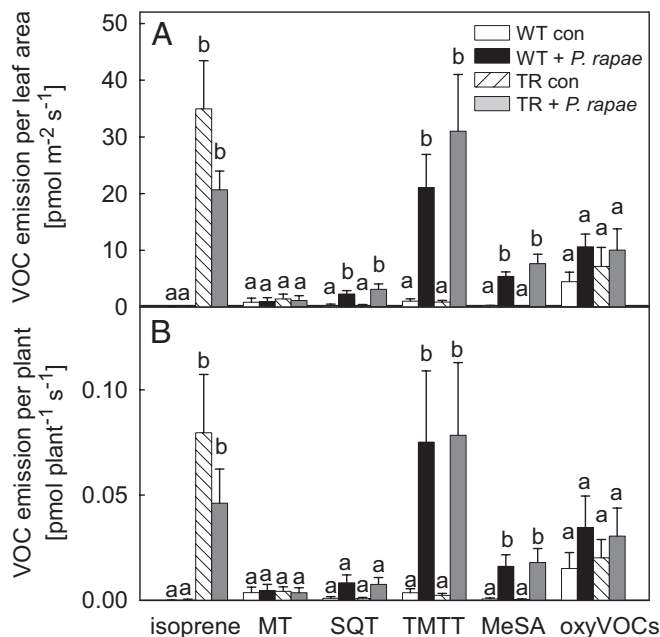 A
VOC emission per leaf area
[pmol m⁻² s⁻¹]
50
40
30
20
10
0
WT con
WT + P. rapae
TR con
TR + P. rapae
a a b b
a a a a
a b a b
a b a b
a b a b
a a a a
B
VOC emission per plant
[pmol plant⁻¹ s⁻¹]
0.10
0.05
0.00
a a b b
a a a a
a a a a
a b a b
a b a b
a a a a
isoprene MT SQT TMTT MeSA oxyVOCs